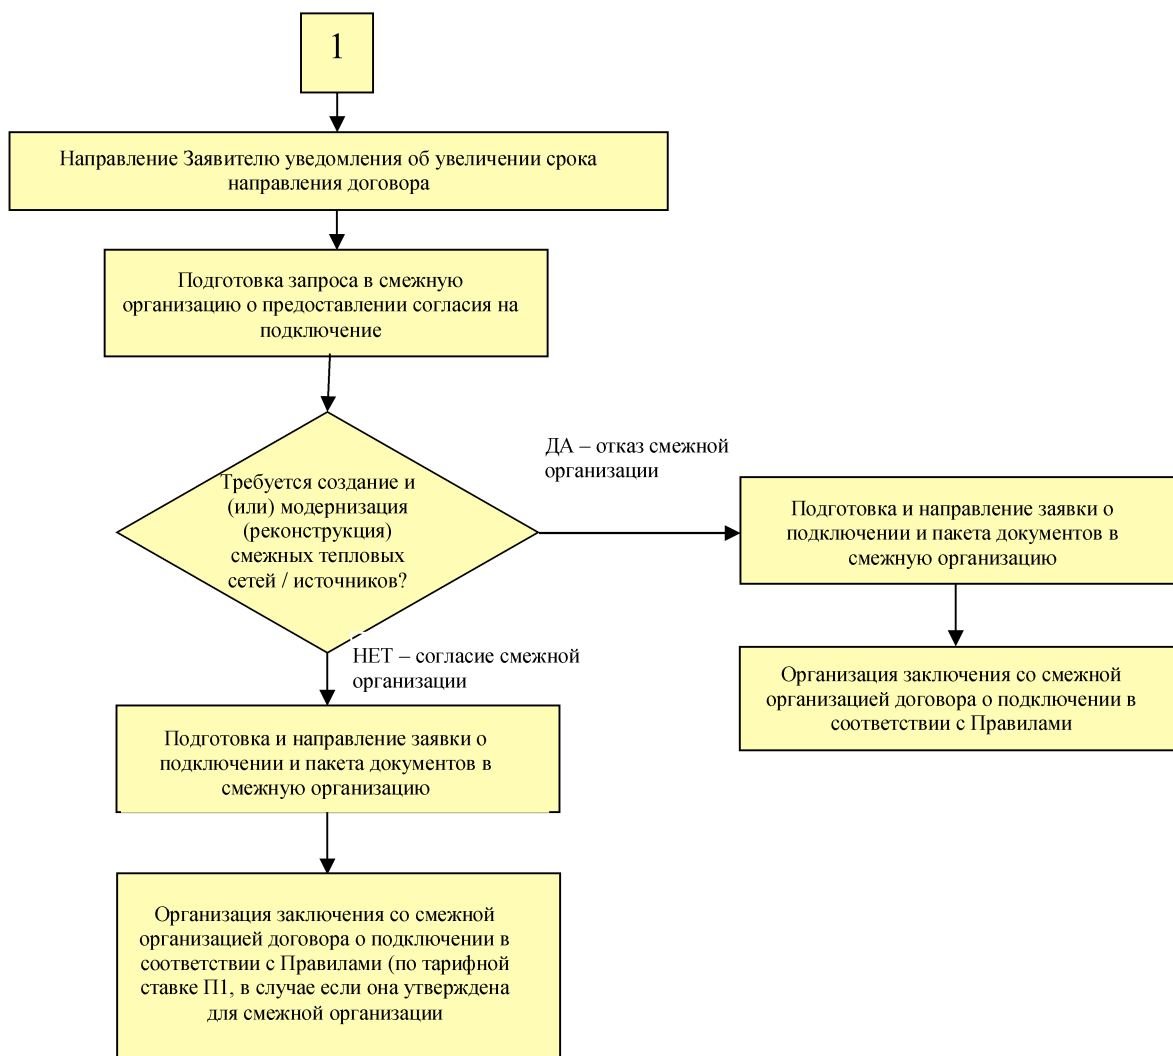 1
Направление Заявителю уведомления об увеличении срока
направления договора
Подготовка запроса в смежную
организацию о предоставлении согласия на
подключение
Требуется создание и
(или) модернизация
(реконструкция)
смежных тепловых
сетей / источников?
ДА – отказ смежной
организации
Подготовка и направление заявки о
подключении и пакета документов в
смежную организацию
Организация заключения со смежной
организацией договора о подключении в
соответствии с Правилами
НЕТ – согласие смежной
организации
Подготовка и направление заявки о
подключении и пакета документов в
смежную организацию
Организация заключения со смежной
организацией договора о подключении в
соответствии с Правилами (по тарифной
ставке П1, в случае если она утверждена
для смежной организации